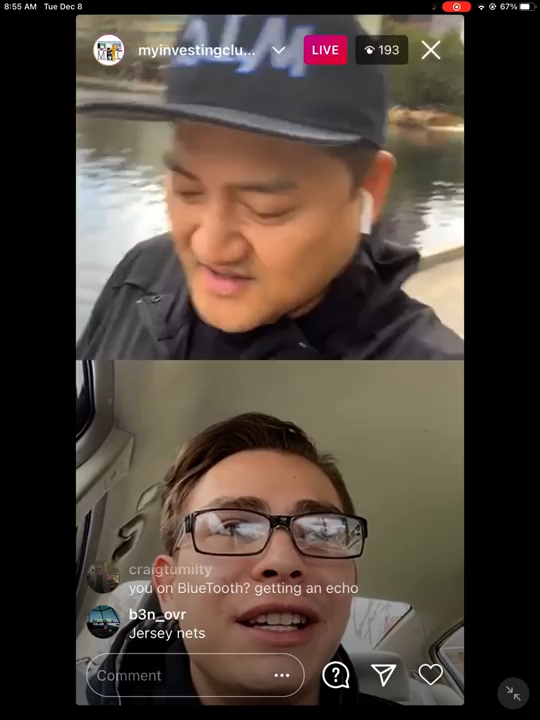 8:55 AM Tue Dec 8
67%
myinvestingclu...
LIVE
193
craigtumilty
you on BlueTooth? getting an echo
b3n_ovr
Jersey nets
Comment